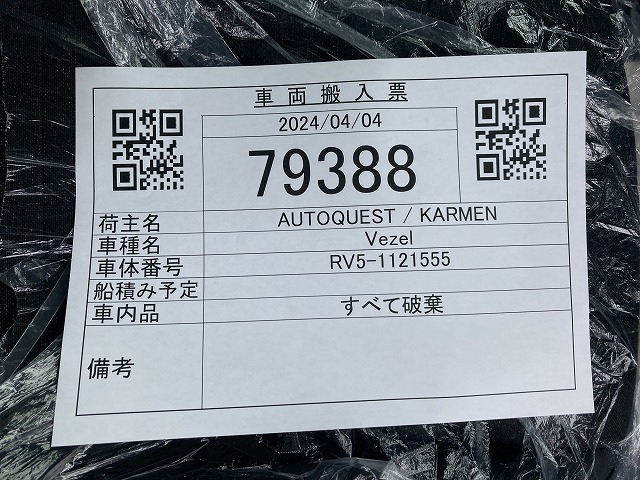 車両搬入票
2024/04/04
79388
荷主名 AUTOQUEST / KARMEN
車種名 Vezel
車体番号 RV5-1121555
船積み予定
車内品 すべて破棄
備考